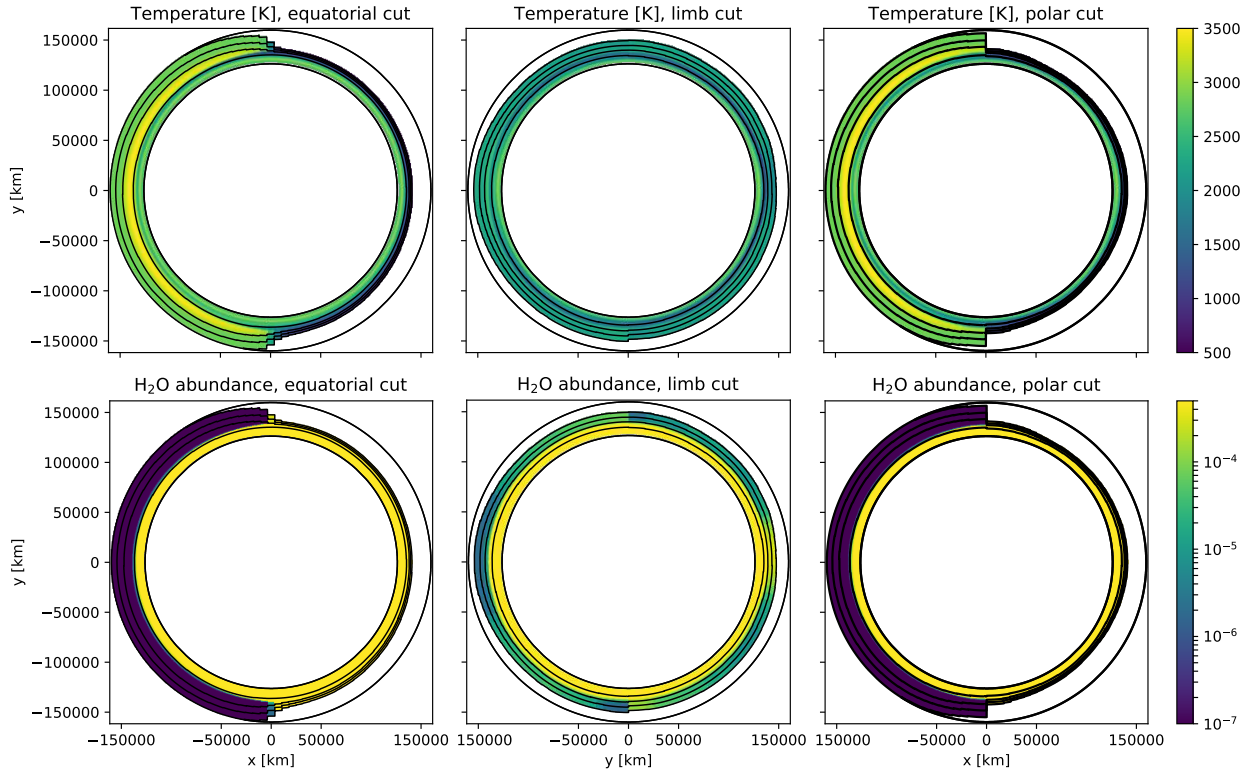 Temperature [K], equatorial cut
Temperature [K], limb cut
Temperature [K], polar cut
150000
100000
50000
0
−50000
−100000
−150000
y [km]
3500
3000
2500
2000
1500
1000
500
H₂O abundance, equatorial cut
H₂O abundance, limb cut
H₂O abundance, polar cut
150000
100000
50000
0
−50000
−100000
−150000
y [km]
−150000 −50000 0 50000 150000
x [km]
−150000 −50000 0 50000 150000
y [km]
−150000 −50000 0 50000 150000
x [km]
10⁻⁴
10⁻⁵
10⁻⁶
10⁻⁷